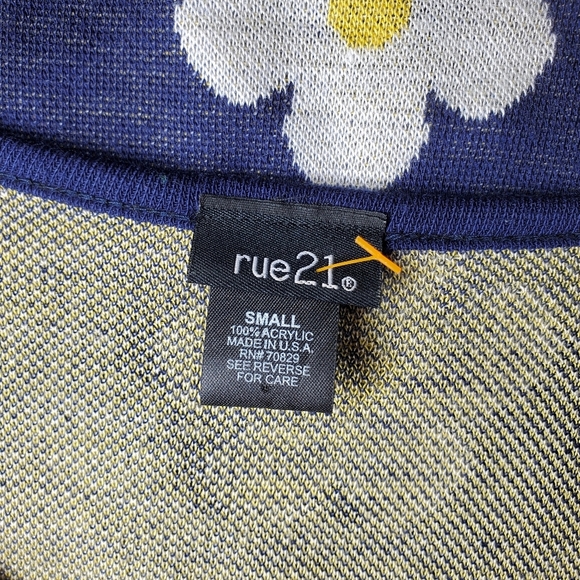 rue21®
SMALL
100% ACRYLIC
MADE IN U.S.A.
RN# 70829
SEE REVERSE
FOR CARE